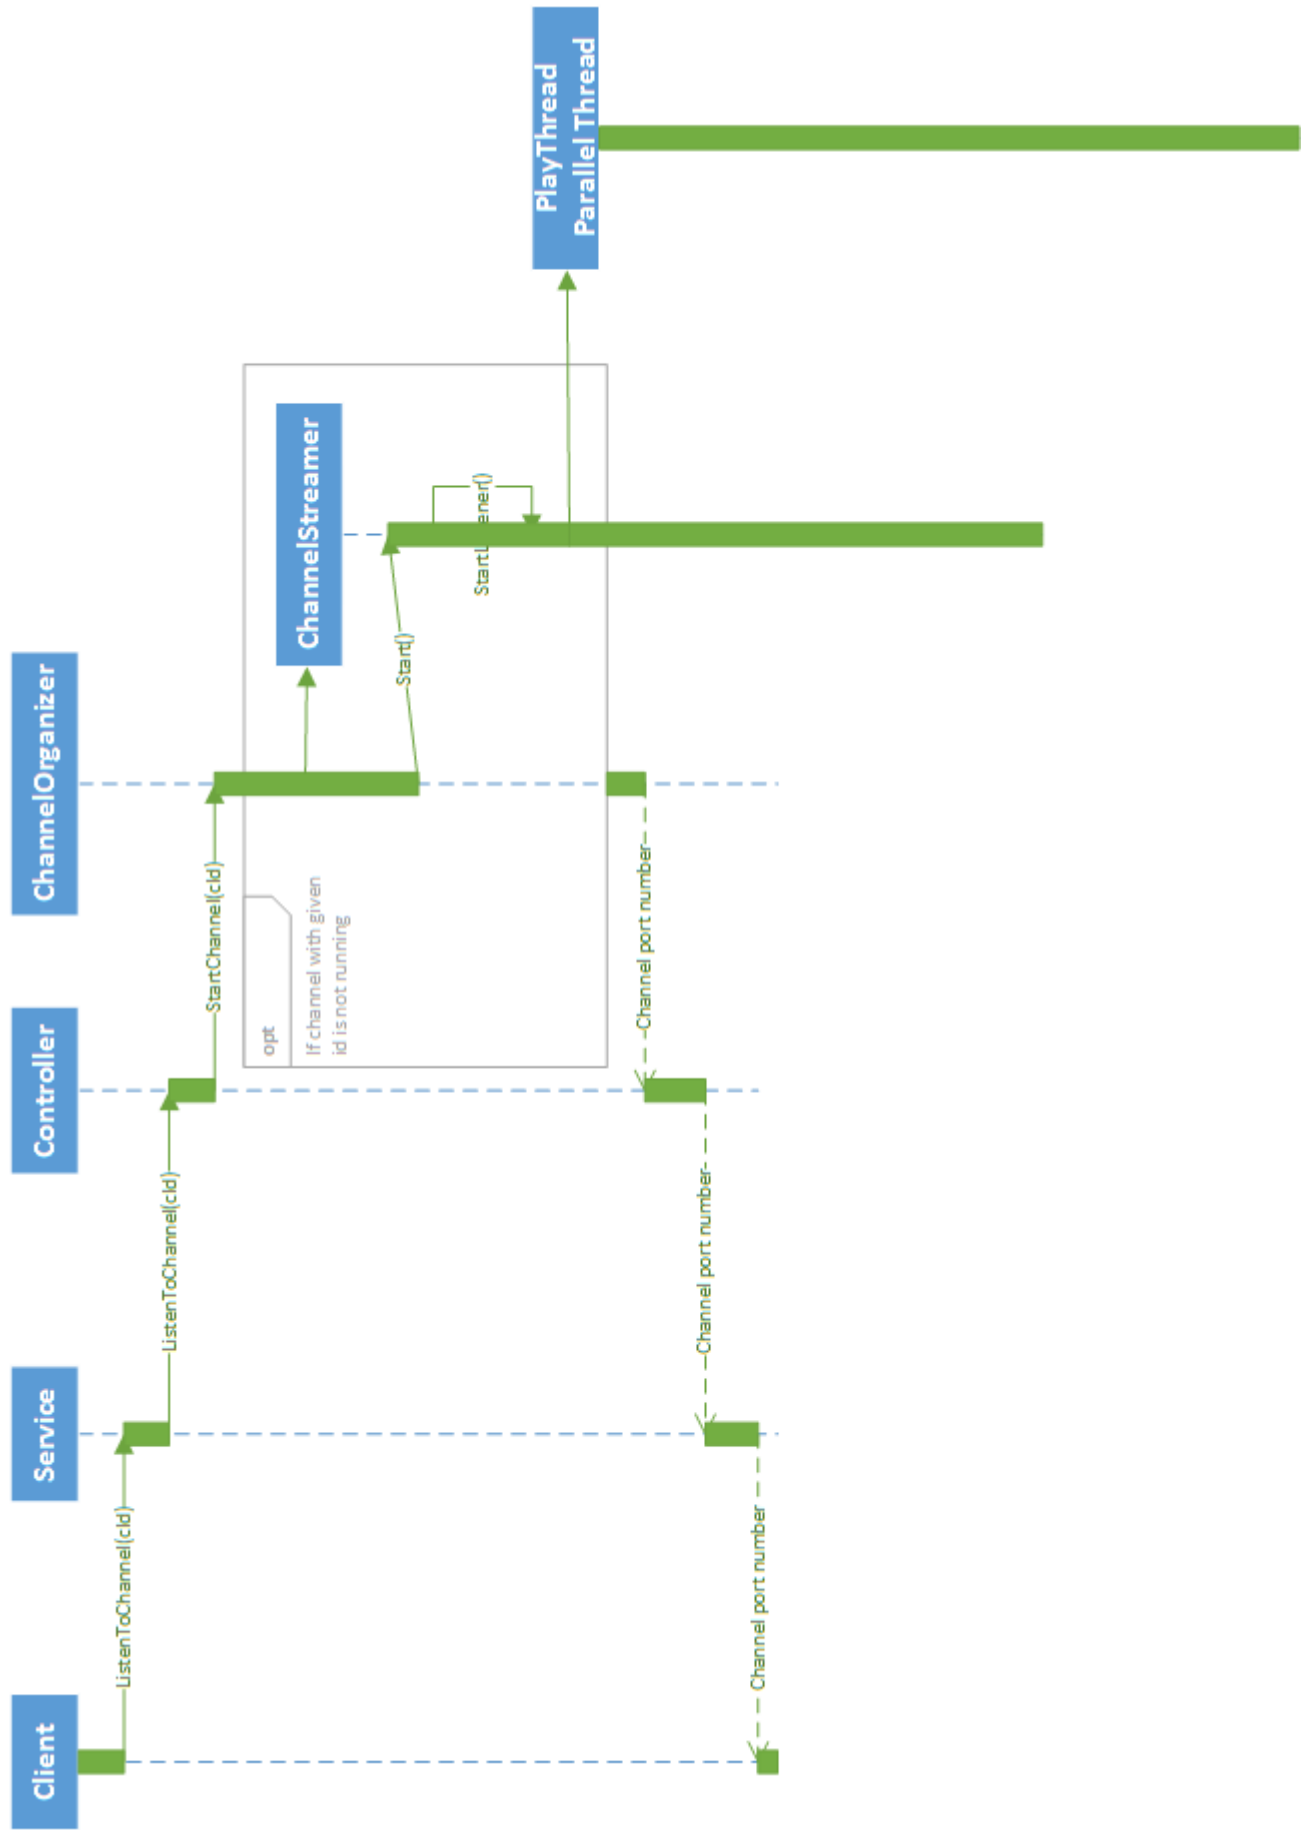 Client
Service
Controller
ChannelOrganizer
ListenToChannel(cId)
ListenToChannel(cId)
StartChannel(cId)
opt
If channel with given
id is not running
ChannelStreamer
Start()
PlayThread
Parallel Thread
Channel port number
Channel port number
Channel port number